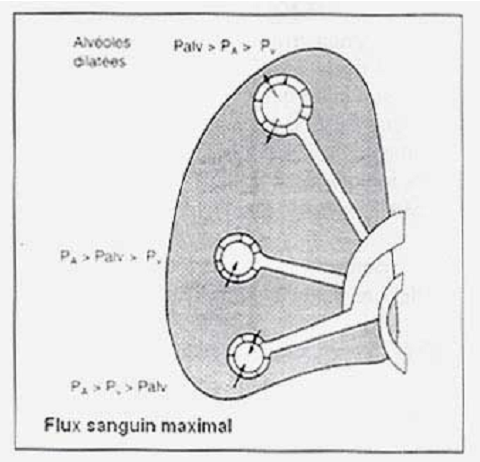 Alvéoles
dilatées
Palv > PA > Pv
PA > Palv > Pv
PA > Pv > Palv
Flux sanguin maximal